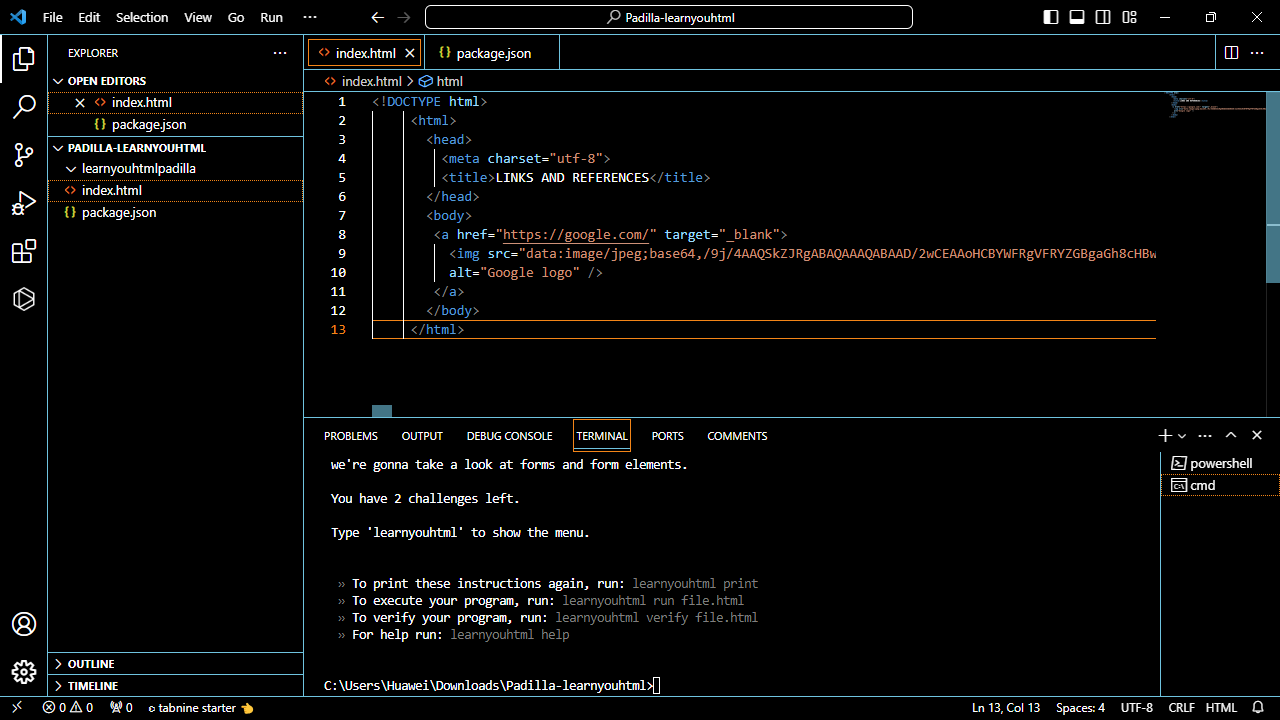 File Edit Selection View Go Run ··· Padilla-learnyouhtml
EXPLORER ···
OPEN EDITORS
index.html
package.json
PADILLA-LEARNYOUHTML
learnyouhtmlpadilla
index.html
package.json
OUTLINE
TIMELINE
index.html package.json
index.html > html
1 <!DOCTYPE html>
2 <html>
3 <head>
4 <meta charset="utf-8">
5 <title>LINKS AND REFERENCES</title>
6 </head>
7 <body>
8 <a href="https://google.com/" target="_blank">
9 <img src="data:image/jpeg;base64,/9j/4AAQSkZJRgABAQAAAQABAAD/2wCEAAoHCBYWFRgVFRYZGBgaGh8cHBw
10 alt="Google logo" />
11 </a>
12 </body>
13 </html>
PROBLEMS OUTPUT DEBUG CONSOLE TERMINAL PORTS COMMENTS
we're gonna take a look at forms and form elements.
You have 2 challenges left.
Type 'learnyouhtml' to show the menu.
» To print these instructions again, run: learnyouhtml print
» To execute your program, run: learnyouhtml run file.html
» To verify your program, run: learnyouhtml verify file.html
» For help run: learnyouhtml help
C:\Users\Huawei\Downloads\Padilla-learnyouhtml>
powershell
cmd
0 0 0 tabnine starter 👈 Ln 13, Col 13 Spaces: 4 UTF-8 CRLF HTML